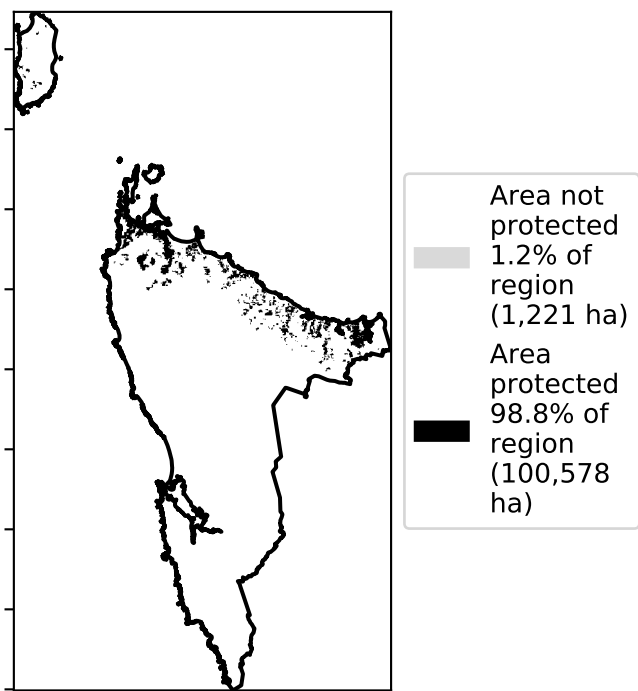 Area not
protected
1.2% of
region
(1,221 ha)
Area
protected
98.8% of
region
(100,578
ha)